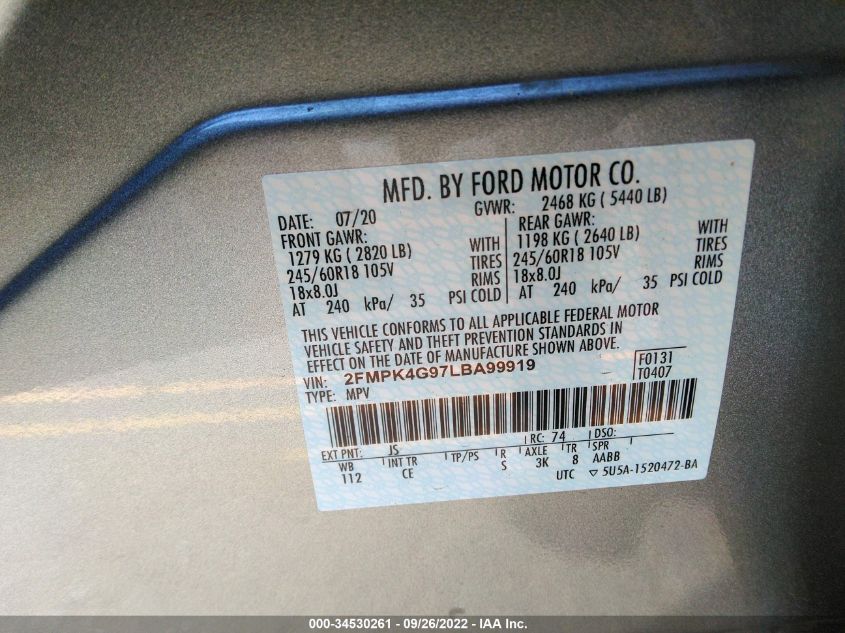 MFD. BY FORD MOTOR CO.
DATE: 07/20 GVWR: 2468 KG ( 5440 LB)
FRONT GAWR: REAR GAWR:
1279 KG ( 2820 LB) WITH 1198 KG ( 2640 LB) WITH
245/60R18 105V TIRES 245/60R18 105V TIRES
18x8.0J RIMS 18x8.0J RIMS
AT 240 kPa/ 35 PSI COLD AT 240 kPa/ 35 PSI COLD
THIS VEHICLE CONFORMS TO ALL APPLICABLE FEDERAL MOTOR
VEHICLE SAFETY AND THEFT PREVENTION STANDARDS IN
EFFECT ON THE DATE OF MANUFACTURE SHOWN ABOVE.
VIN: 2FMPK4G97LBA99919 F0131
TYPE: MPV T0407
EXT PNT: JS RC: 74 DSO:
WB INT TR TP/PS R AXLE TR SPR
112 CE S 3K 8 AABB
UTC ▽ 5U5A-1520472-BA
000-34530261 - 09/26/2022 - IAA Inc.